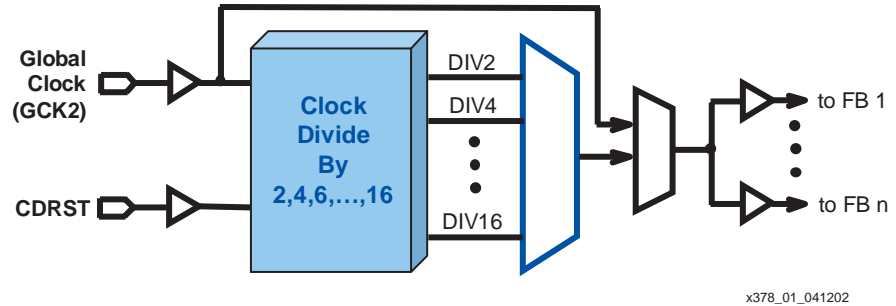 Global
Clock
(GCK2)
CDRST
Clock
Divide
By
2,4,6,…,16
DIV2
DIV4
DIV16
to FB 1
to FB n
x378_01_041202